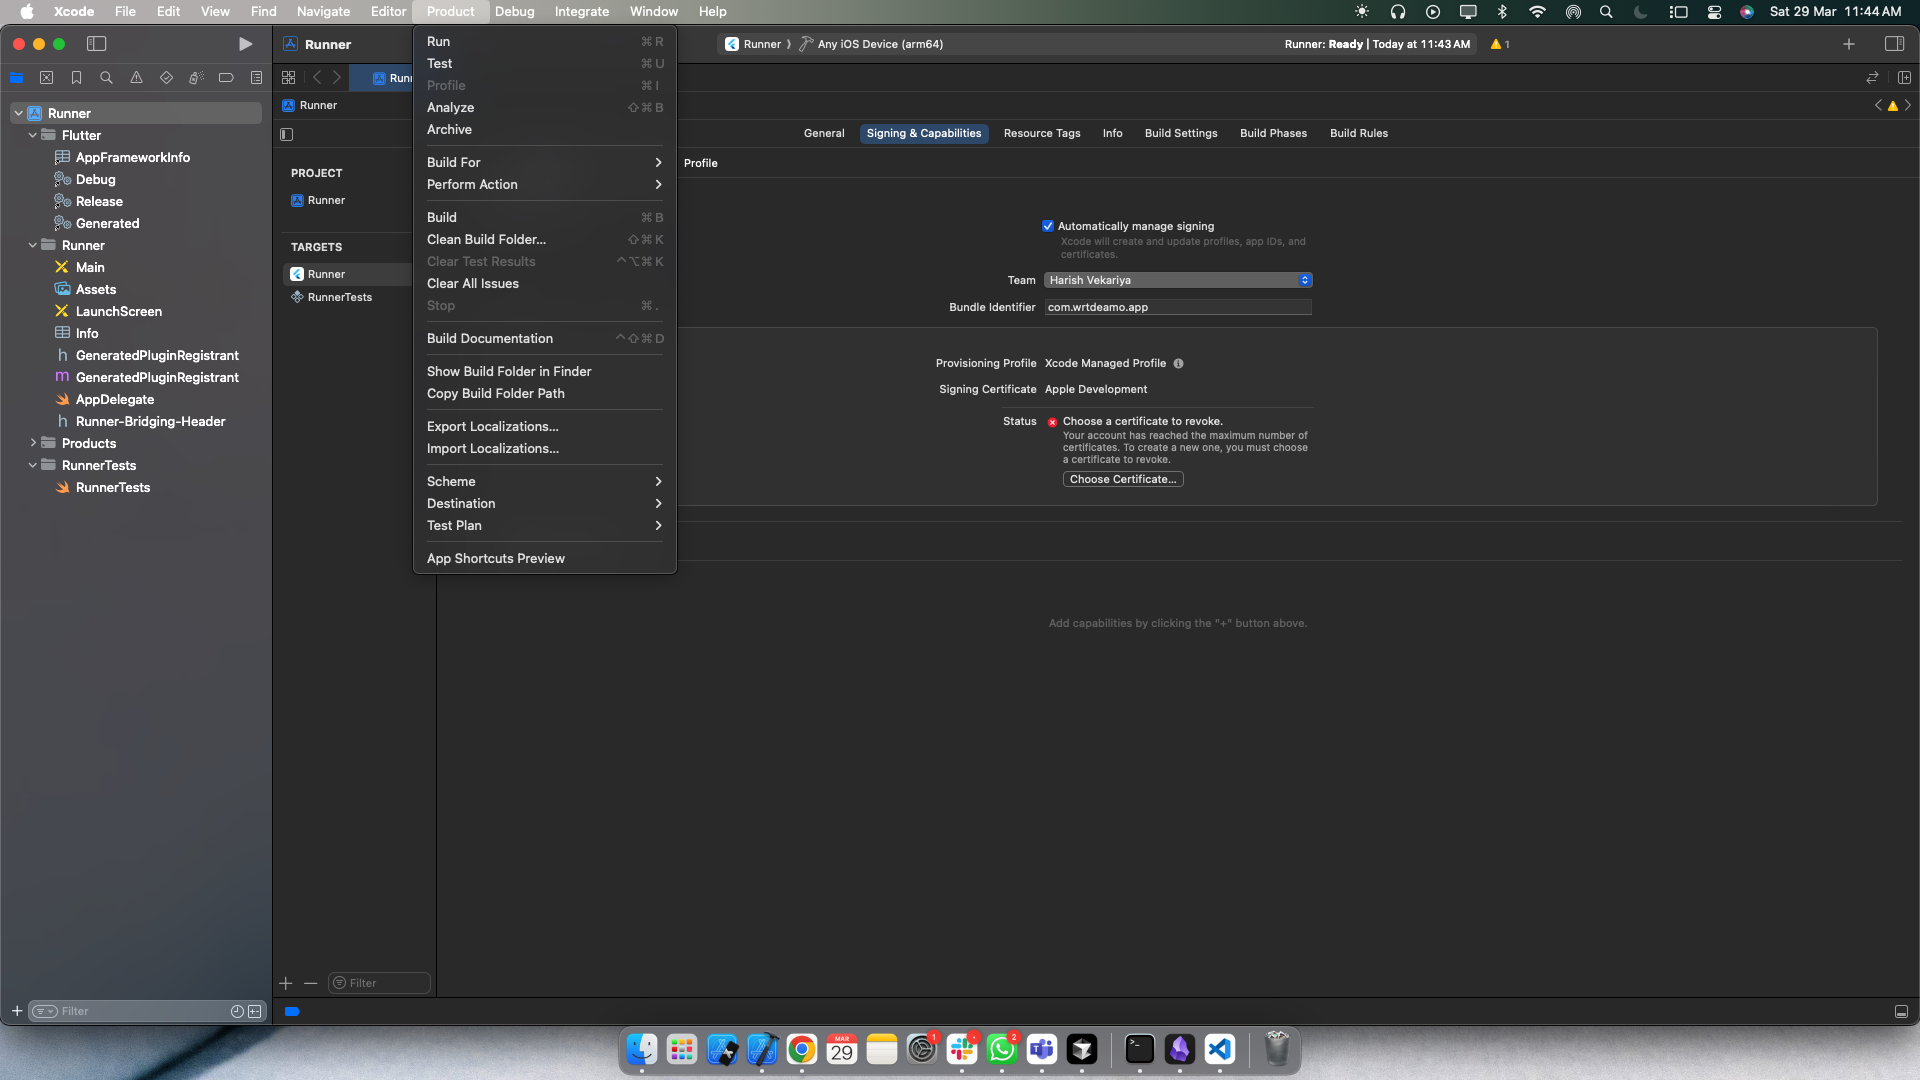 Xcode File Edit View Find Navigate Editor Product Debug Integrate Window Help
Sat 29 Mar 11:44 AM
Runner
Runner 〉 Any iOS Device (arm64)
Runner: Ready | Today at 11:43 AM
1
Run ⌘ R
Test ⌘ U
Profile ⌘ I
Analyze ⇧ ⌘ B
Archive
Build For
Perform Action
Build ⌘ B
Clean Build Folder... ⇧ ⌘ K
Clear Test Results ^ ⌥ ⌘ K
Clear All Issues
Stop ⌘ .
Build Documentation ^ ⇧ ⌘ D
Show Build Folder in Finder
Copy Build Folder Path
Export Localizations...
Import Localizations...
Scheme
Destination
Test Plan
App Shortcuts Preview
Runner
Flutter
AppFrameworkInfo
Debug
Release
Generated
Runner
Main
Assets
LaunchScreen
Info
GeneratedPluginRegistrant
GeneratedPluginRegistrant
AppDelegate
Runner-Bridging-Header
Products
RunnerTests
RunnerTests
Filter
Runn
Runner
PROJECT
Runner
TARGETS
Runner
RunnerTests
Filter
General Signing & Capabilities Resource Tags Info Build Settings Build Phases Build Rules
Profile
Automatically manage signing
Xcode will create and update profiles, app IDs, and
certificates.
Team Harish Vekariya
Bundle Identifier com.wrtdeamo.app
Provisioning Profile Xcode Managed Profile
Signing Certificate Apple Development
Status Choose a certificate to revoke.
Your account has reached the maximum number of
certificates. To create a new one, you must choose
a certificate to revoke.
Choose Certificate...
Add capabilities by clicking the "+" button above.
MAR
29
1
2